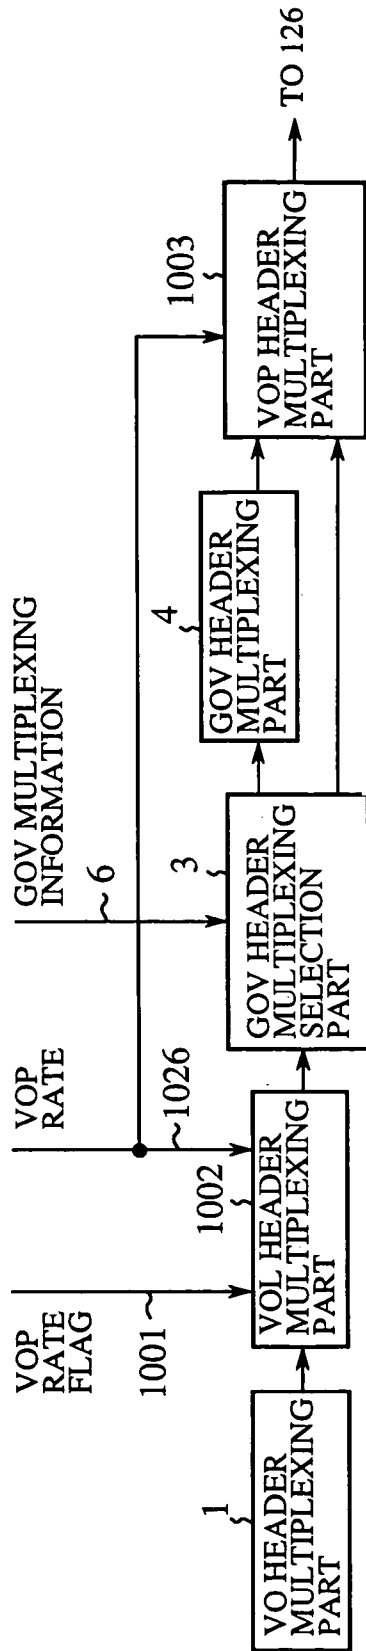 VOP
RATE
FLAG
1001
VOP
RATE
1026
GOV MULTIPLEXING
INFORMATION
6
1
VO HEADER
MULTIPLEXING
PART
1002
VOL HEADER
MULTIPLEXING
PART
3
GOV HEADER
MULTIPLEXING
SELECTION
PART
4
GOV HEADER
MULTIPLEXING
PART
1003
VOP HEADER
MULTIPLEXING
PART
TO 126